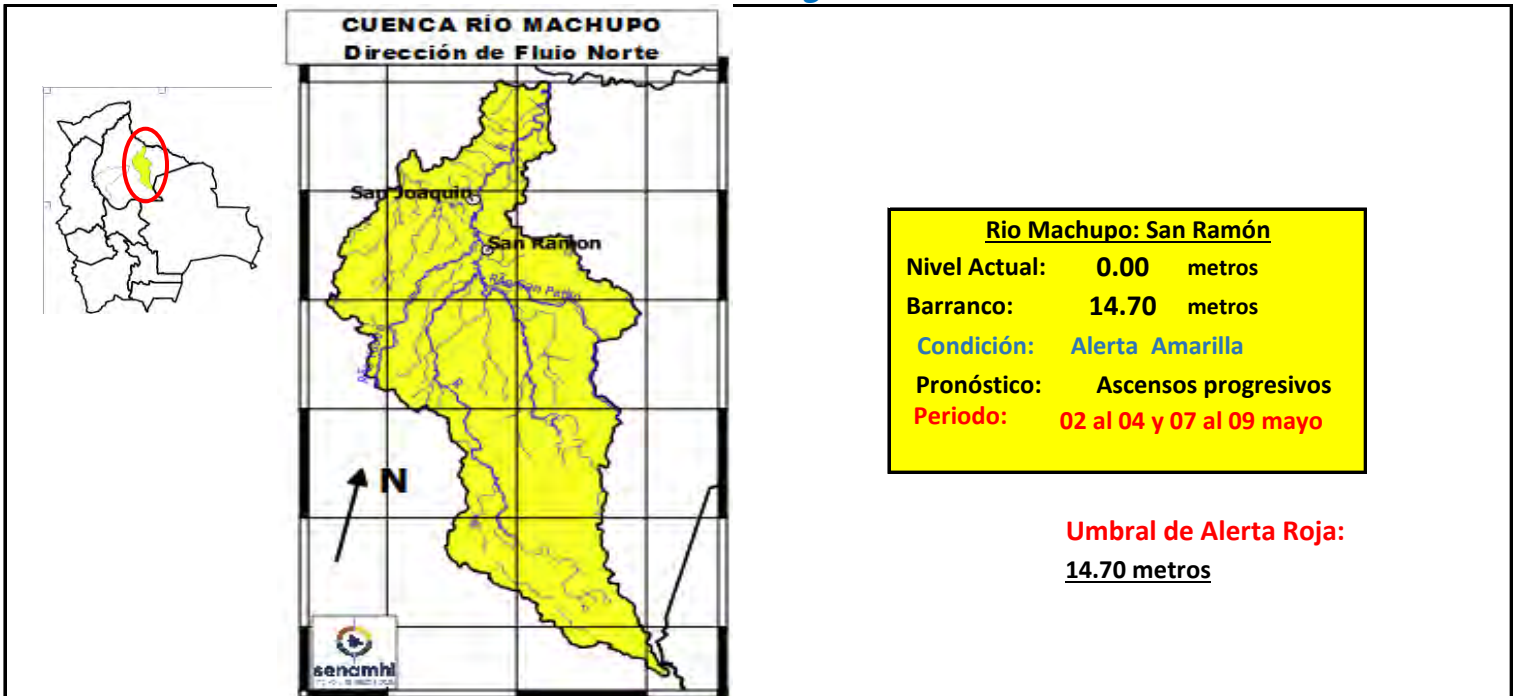 CUENCA RÍO MACHUPO
Dirección de Fluio Norte
San Joaquin
San Ramon
N
senamhi
Rio Machupo: San Ramón
Nivel Actual: 0.00 metros
Barranco: 14.70 metros
Condición: Alerta Amarilla
Pronóstico: Ascensos progresivos
Periodo: 02 al 04 y 07 al 09 mayo
Umbral de Alerta Roja:
14.70 metros